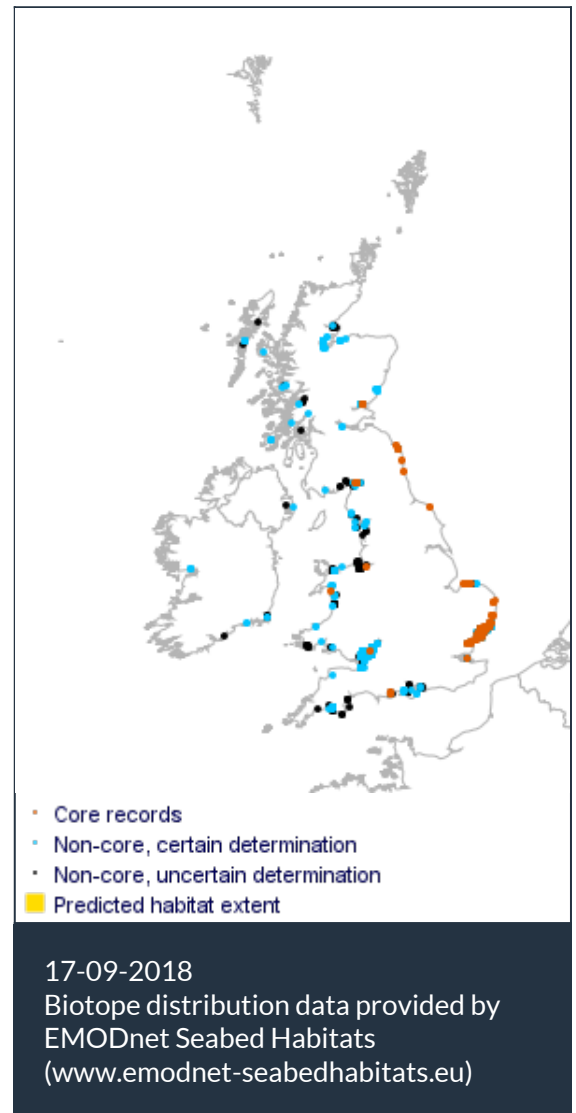 Core records
Non-core, certain determination
Non-core, uncertain determination
Predicted habitat extent
17-09-2018
Biotope distribution data provided by
EMODnet Seabed Habitats
(www.emodnet-seabedhabitats.eu)